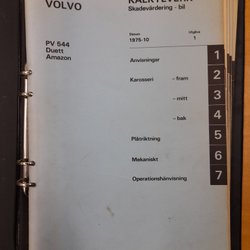 VOLVO
Skadevärdering - bil
PV 544
Duett
Amazon
Datum
Utgåva
1975-10
1
Anvisningar
1
Karosseri
– fram
2
3
– mitt
– bak
4
Plåtriktning
5
Mekaniskt
6
Operationshänvisning
7